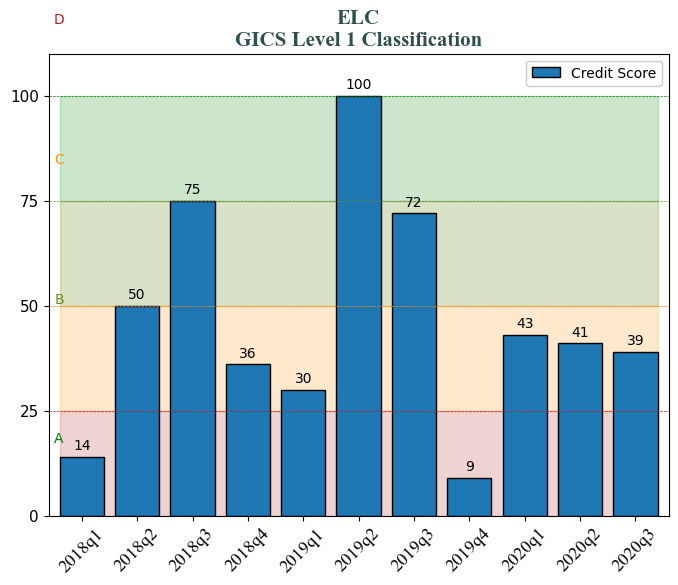 D
ELC
GICS Level 1 Classification
Credit Score
100
100
C
75
75
72
50
50
B
43
41
39
36
30
25
A
14
9
0
2018q1
2018q2
2018q3
2018q4
2019q1
2019q2
2019q3
2019q4
2020q1
2020q2
2020q3